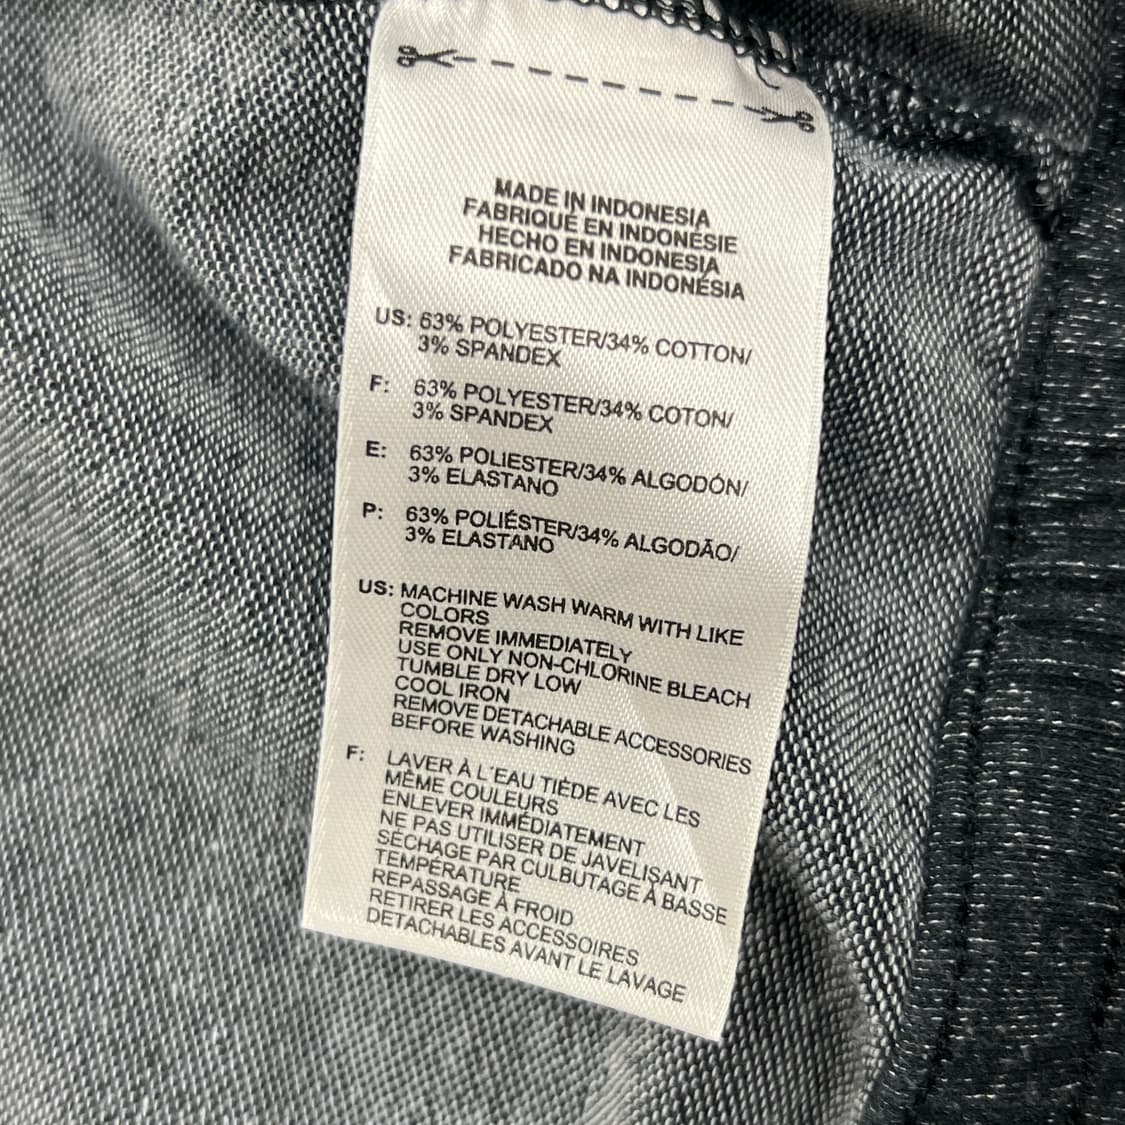 MADE IN INDONESIA
FABRIQUÉ EN INDONÉSIE
HECHO EN INDONESIA
FABRICADO NA INDONÉSIA
US: 63% POLYESTER/34% COTTON/
3% SPANDEX
F: 63% POLYESTER/34% COTON/
3% SPANDEX
E: 63% POLIESTER/34% ALGODÓN/
3% ELASTANO
P: 63% POLIÉSTER/34% ALGODÃO/
3% ELASTANO
US: MACHINE WASH WARM WITH LIKE
COLORS
REMOVE IMMEDIATELY
USE ONLY NON-CHLORINE BLEACH
TUMBLE DRY LOW
COOL IRON
REMOVE DETACHABLE ACCESSORIES
BEFORE WASHING
F: LAVER À L'EAU TIÈDE AVEC LES
MÊME COULEURS
ENLEVER IMMÉDIATEMENT
NE PAS UTILISER DE JAVELISANT
SÉCHAGE PAR CULBUTAGE À BASSE
TEMPÉRATURE
REPASSAGE À FROID
RETIRER LES ACCESSOIRES
DETACHABLES AVANT LE LAVAGE